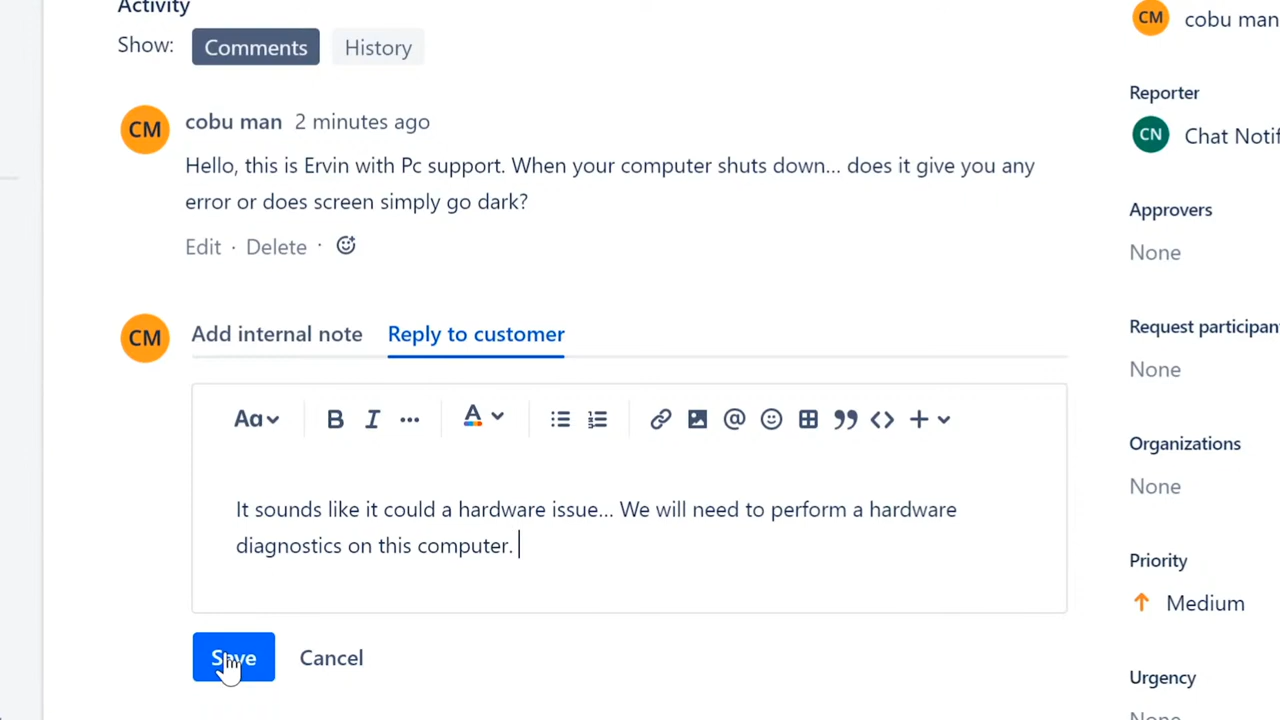 Activity
Show: Comments History
CM cobu man 2 minutes ago
Hello, this is Ervin with Pc support. When your computer shuts down... does it give you any
error or does screen simply go dark?
Edit · Delete ·
CM Add internal note Reply to customer
Aa B I ... A @ +
It sounds like it could a hardware issue... We will need to perform a hardware
diagnostics on this computer.
Save Cancel
CM cobu man
Reporter
CN Chat Notif
Approvers
None
Request participan
None
Organizations
None
Priority
Medium
Urgency
None